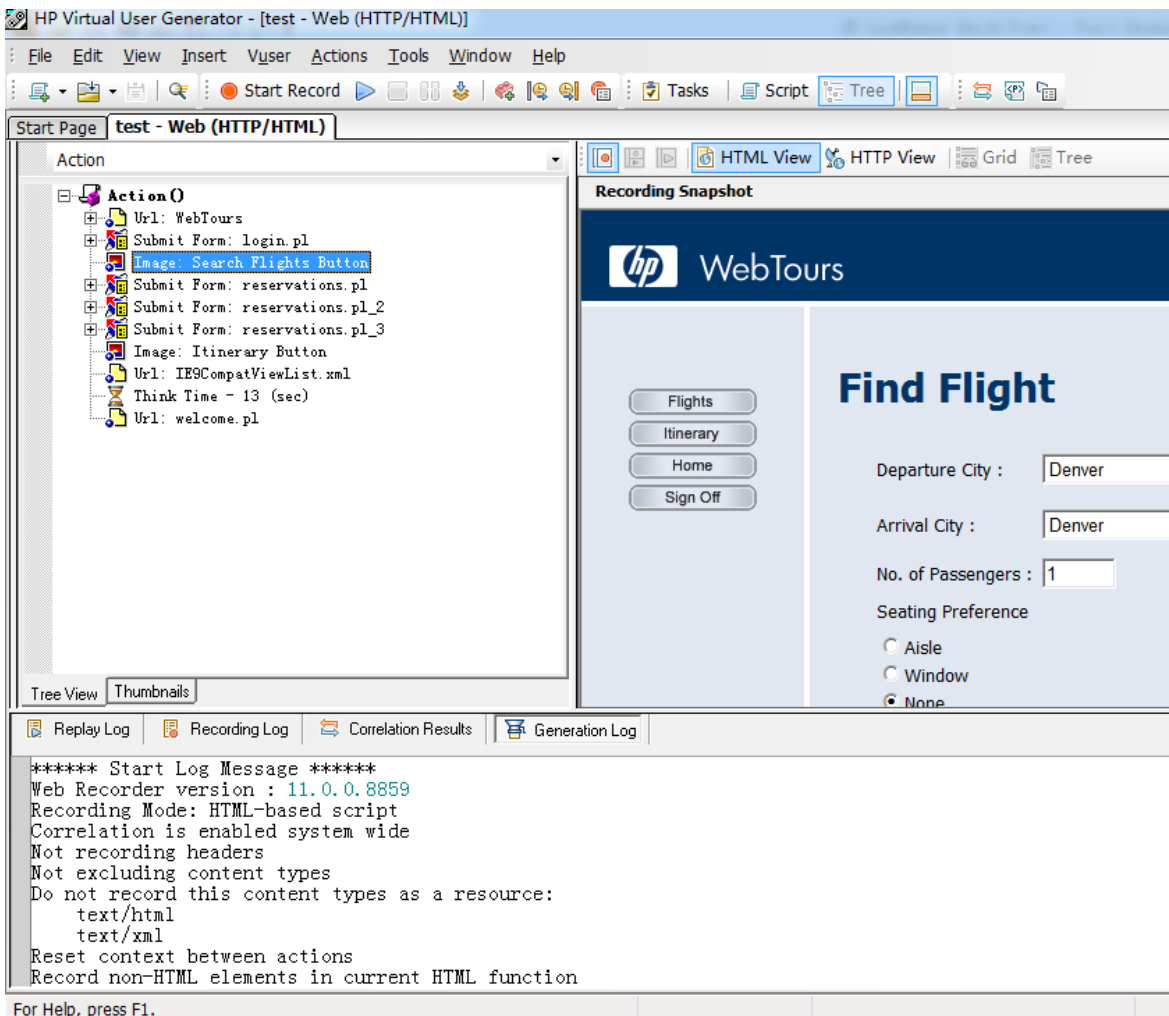 HP Virtual User Generator - [test - Web (HTTP/HTML)]
File Edit View Insert Vuser Actions Tools Window Help
Start Record Tasks Script Tree
Start Page test - Web (HTTP/HTML)
Action
HTML View HTTP View Grid Tree
Action()
Url: WebTours
Submit Form: login.pl
Image: Search Flights Button
Submit Form: reservations.pl
Submit Form: reservations.pl_2
Submit Form: reservations.pl_3
Image: Itinerary Button
Url: IE9CompatViewList.xml
Think Time - 13 (sec)
Url: welcome.pl
Tree View Thumbnails
Recording Snapshot
hp WebTours
Flights
Itinerary
Home
Sign Off
Find Flight
Departure City : Denver
Arrival City : Denver
No. of Passengers : 1
Seating Preference
Aisle
Window
None
Replay Log Recording Log Correlation Results Generation Log
****** Start Log Message ******
Web Recorder version : 11.0.0.8859
Recording Mode: HTML-based script
Correlation is enabled system wide
Not recording headers
Not excluding content types
Do not record this content types as a resource:
text/html
text/xml
Reset context between actions
Record non-HTML elements in current HTML function
For Help, press F1.